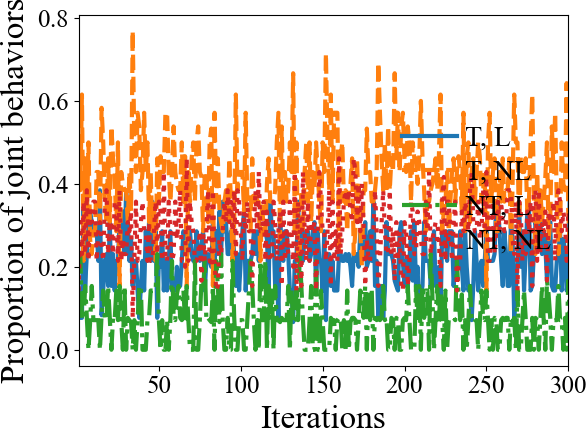 Proportion of joint behaviors
0.8
0.6
0.4
0.2
0.0
T, L
T, NL
NT, L
NT, NL
50
100
150
200
250
300
Iterations